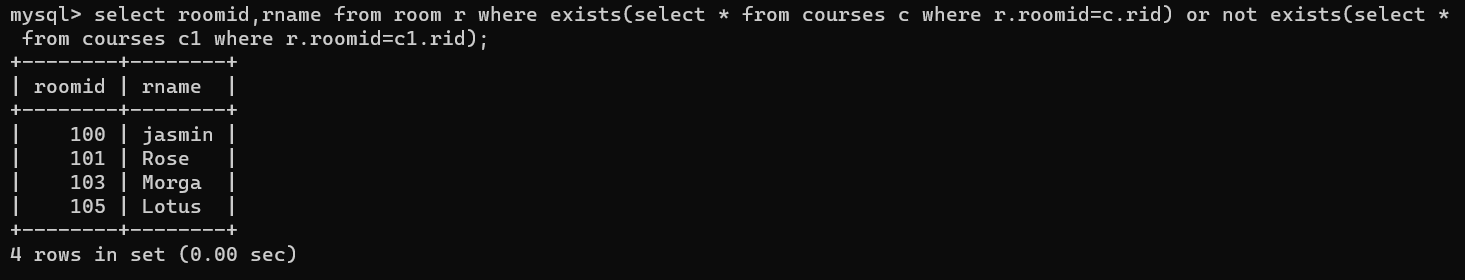 mysql> select roomid,rname from room r where exists(select * from courses c where r.roomid=c.rid) or not exists(select *
 from courses c1 where r.roomid=c1.rid);
+--------+--------+
| roomid | rname  |
+--------+--------+
|    100 | jasmin |
|    101 | Rose   |
|    103 | Morga  |
|    105 | Lotus  |
+--------+--------+
4 rows in set (0.00 sec)